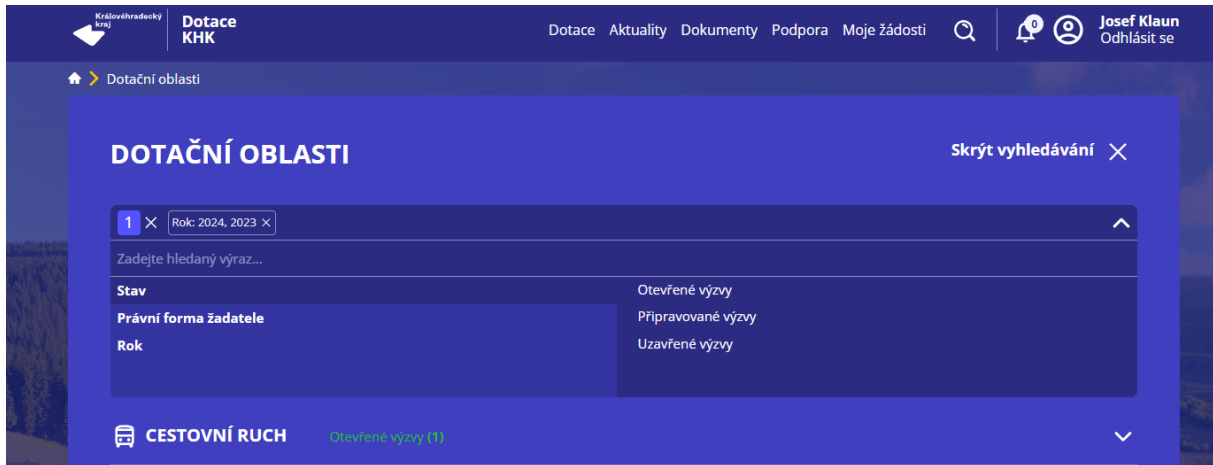 Královéhradecký
kraj
Dotace
KHK
Dotace Aktuality Dokumenty Podpora Moje žádosti
0
Josef Klaun
Odhlásit se
Dotační oblasti
DOTAČNÍ OBLASTI
Skrýt vyhledávání
1
Rok: 2024, 2023
Zadejte hledaný výraz...
Stav
Právní forma žadatele
Rok
Otevřené výzvy
Připravované výzvy
Uzavřené výzvy
CESTOVNÍ RUCH Otevřené výzvy (1)